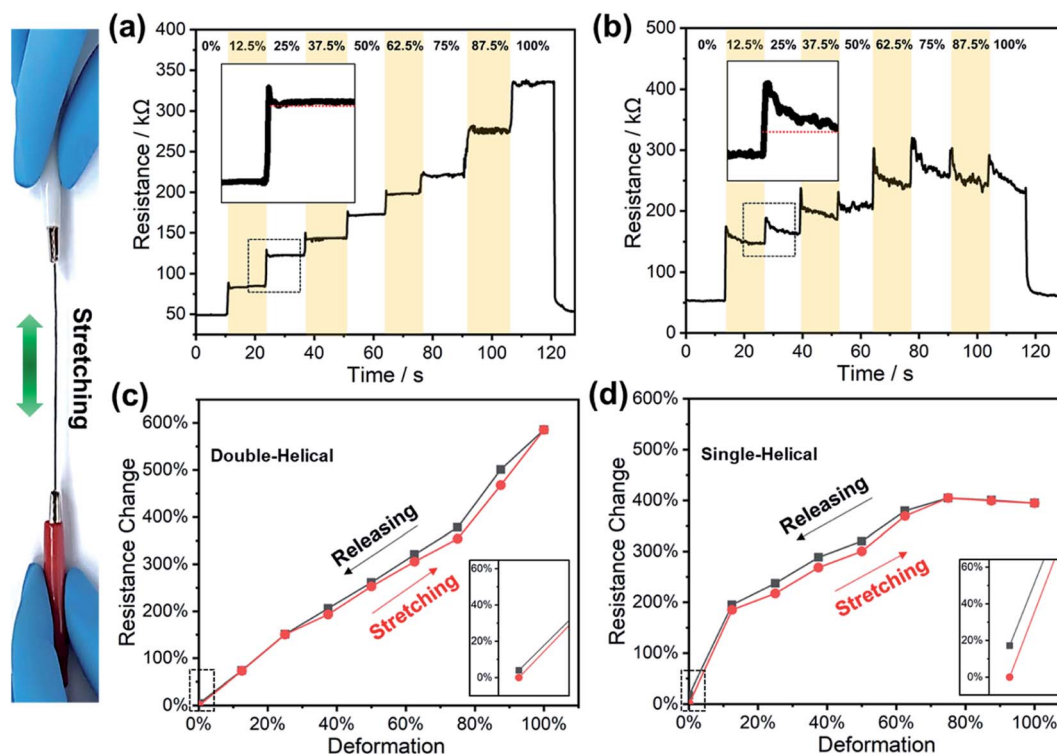 Stretching
(a)
400
350
300
250
200
150
100
50
0% 12.5% 25% 37.5% 50% 62.5% 75% 87.5% 100%
Resistance / kΩ
0 20 40 60 80 100 120
Time / s
(b)
500
400
300
200
100
0
0% 12.5% 25% 37.5% 50% 62.5% 75% 87.5% 100%
Resistance / kΩ
0 20 40 60 80 100 120
Time / s
(c)
600%
500%
400%
300%
200%
100%
0%
Resistance Change
Double-Helical
Releasing
Stretching
60%
40%
20%
0%
0% 20% 40% 60% 80% 100%
Deformation
(d)
600%
500%
400%
300%
200%
100%
0%
Resistance Change
Single-Helical
Releasing
Stretching
60%
40%
20%
0%
0% 20% 40% 60% 80% 100%
Deformation